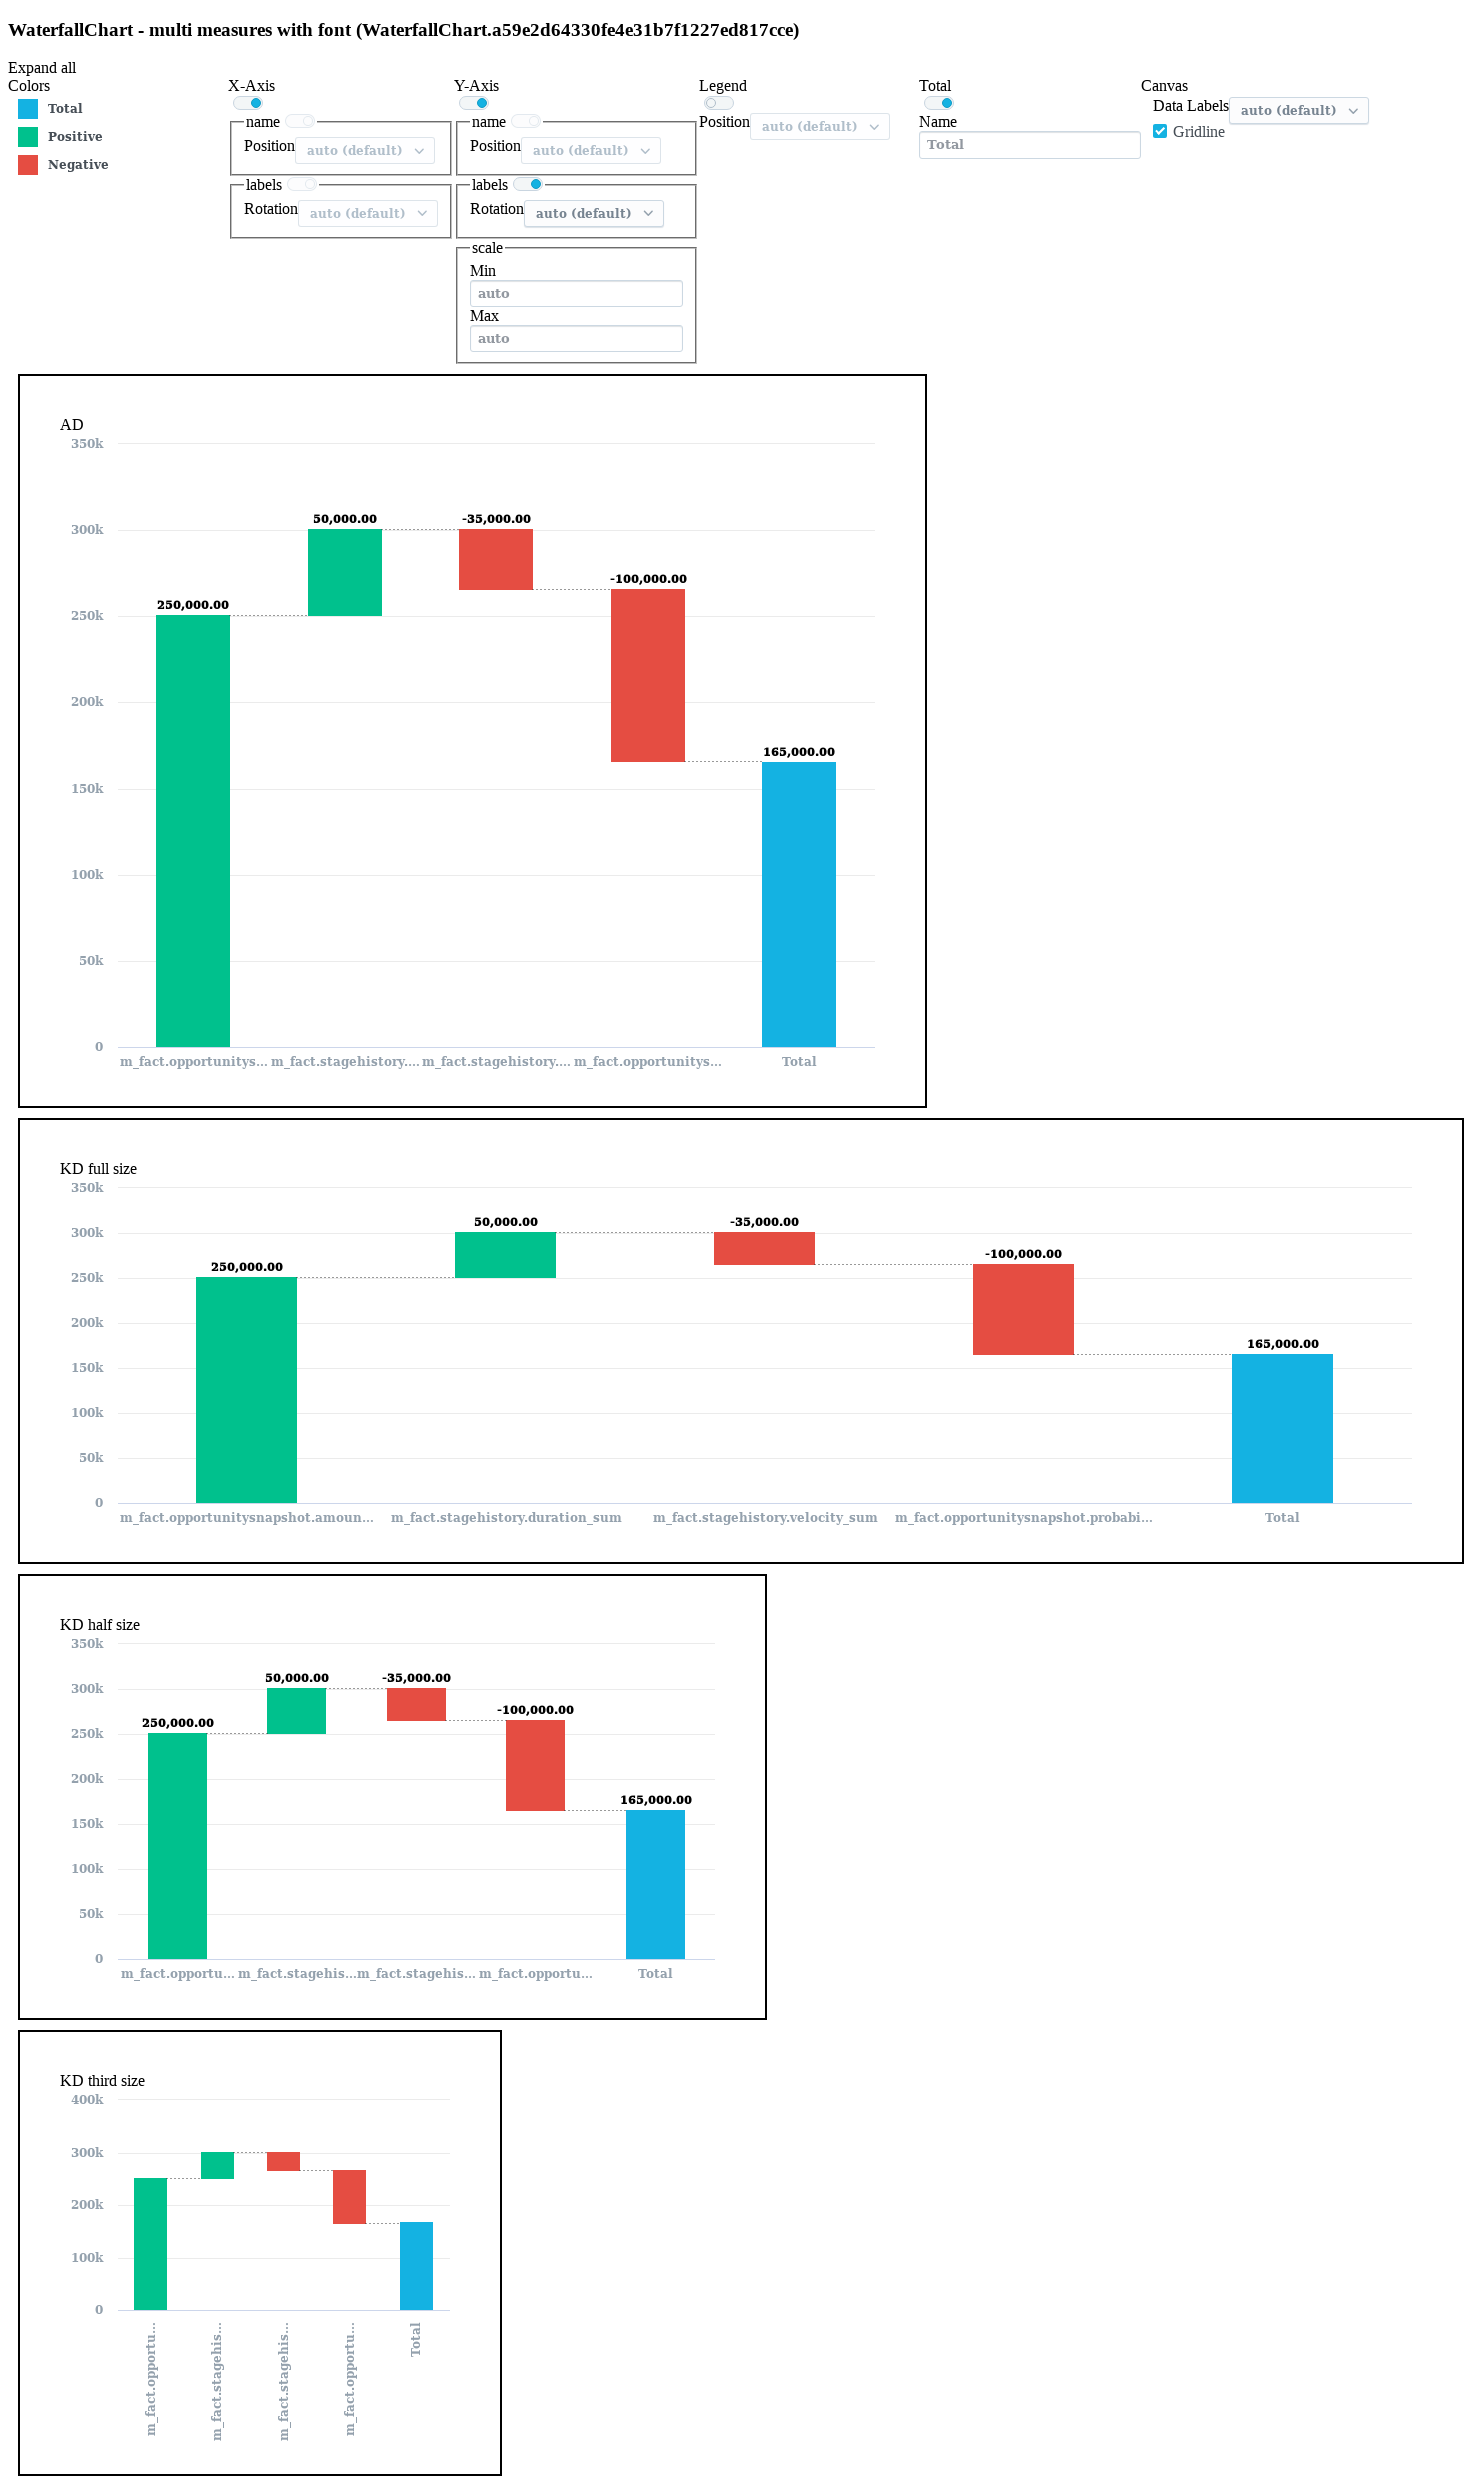 WaterfallChart - multi measures with font (WaterfallChart.a59e2d64330fe4e31b7f1227ed817cce)
Expand all
Colors
Total
Positive
Negative
X-Axis
name
Position auto (default)
labels
Rotation auto (default)
Y-Axis
name
Position auto (default)
labels
Rotation auto (default)
scale
Min
auto
Max
auto
Legend
Position auto (default)
Total
Name
Total
Canvas
Data Labels auto (default)
Gridline
AD
350k
300k
250k
200k
150k
100k
50k
0
250,000.00
50,000.00
-35,000.00
-100,000.00
165,000.00
m_fact.opportunitys... m_fact.stagehistory.... m_fact.stagehistory.... m_fact.opportunitys... Total
KD full size
350k
300k
250k
200k
150k
100k
50k
0
250,000.00
50,000.00
-35,000.00
-100,000.00
165,000.00
m_fact.opportunitysnapshot.amoun... m_fact.stagehistory.duration_sum m_fact.stagehistory.velocity_sum m_fact.opportunitysnapshot.probabi... Total
KD half size
350k
300k
250k
200k
150k
100k
50k
0
250,000.00
50,000.00
-35,000.00
-100,000.00
165,000.00
m_fact.opportu... m_fact.stagehis... m_fact.stagehis... m_fact.opportu... Total
KD third size
400k
300k
200k
100k
0
m_fact.opportu...
m_fact.stagehis...
m_fact.stagehis...
m_fact.opportu...
Total